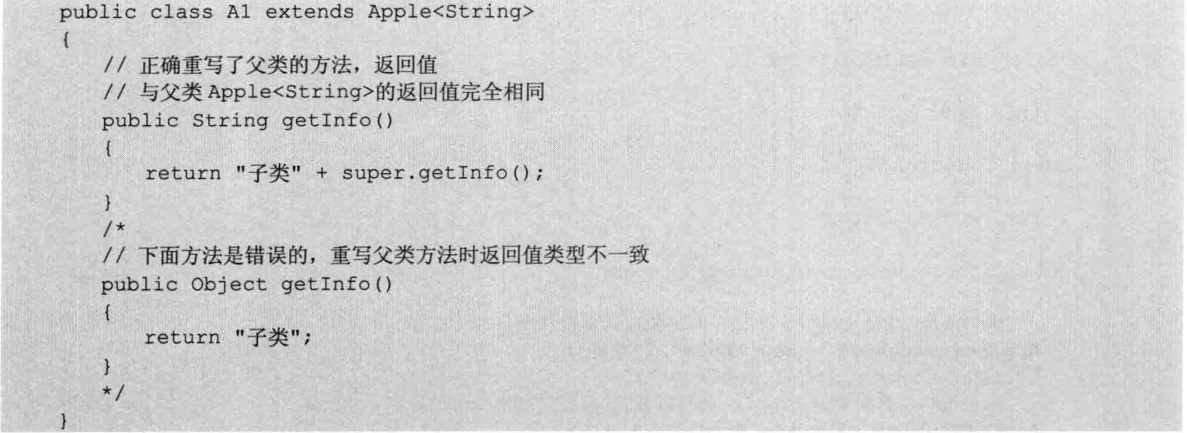 public class A1 extends Apple<String>
{
// 正确重写了父类的方法，返回值
// 与父类 Apple<String>的返回值完全相同
public String getInfo()
{
return "子类" + super.getInfo();
}
/*
// 下面方法是错误的，重写父类方法时返回值类型不一致
public Object getInfo()
{
return "子类";
}
*/
}